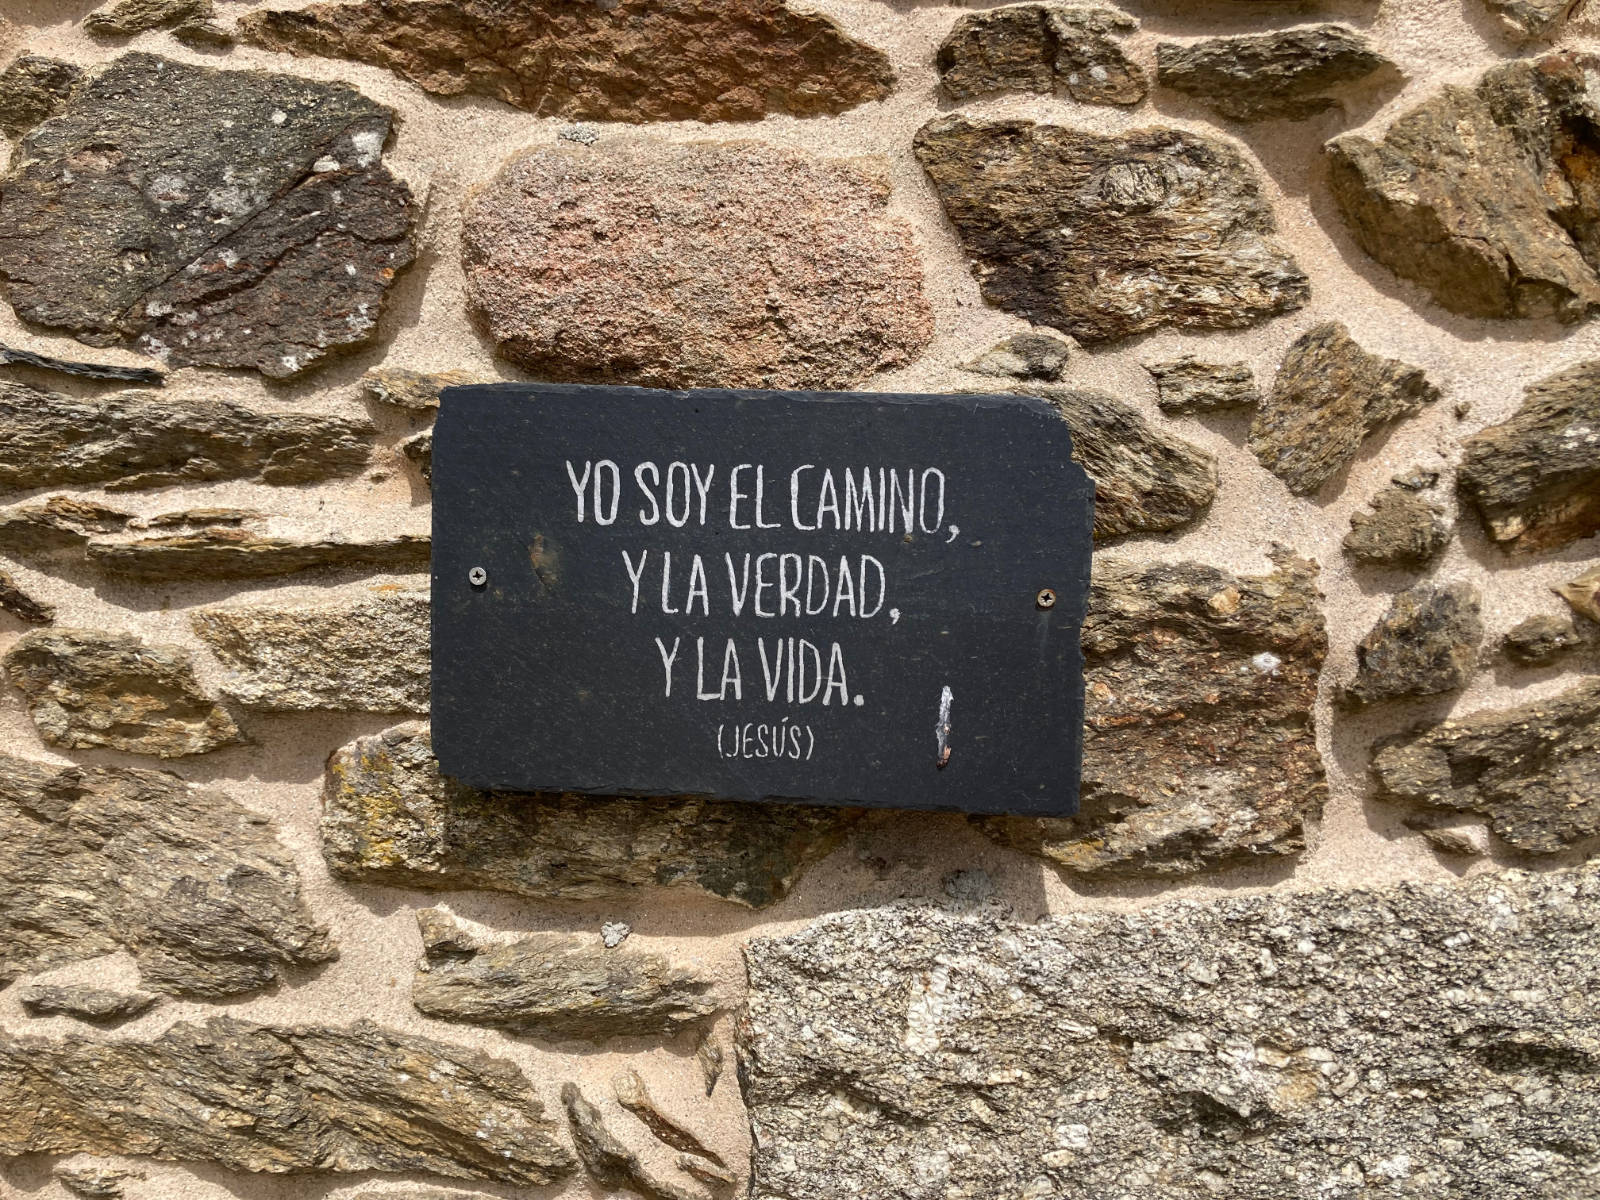 YO SOY EL CAMINO,
Y LA VERDAD,
Y LA VIDA.
(JESÚS)